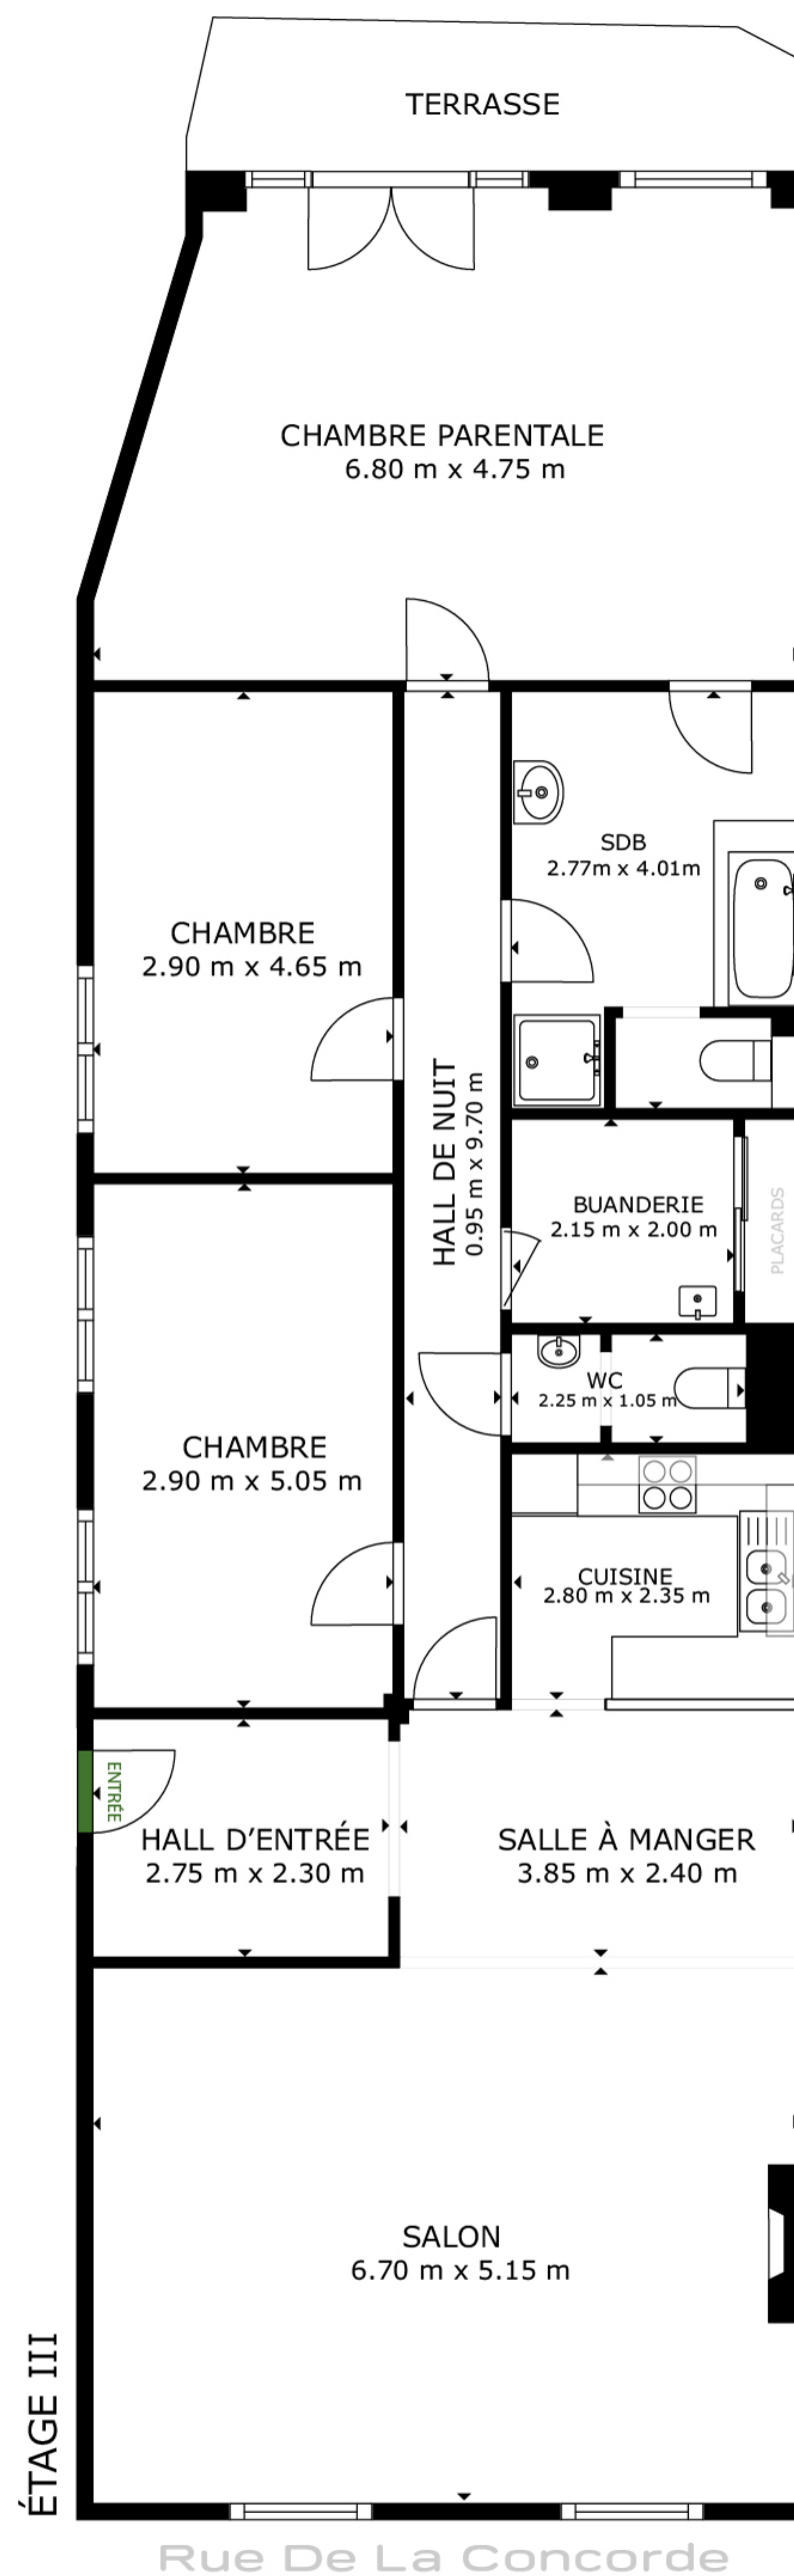 TERRASSE
CHAMBRE PARENTALE
6.80 m x 4.75 m
SDB
2.77m x 4.01m
CHAMBRE
2.90 m x 4.65 m
HALL DE NUIT
0.95 m x 9.70 m
BUANDERIE
2.15 m x 2.00 m
PLACARDS
WC
2.25 m x 1.05 m
CHAMBRE
2.90 m x 5.05 m
CUISINE
2.80 m x 2.35 m
ENTRÉE
HALL D’ENTRÉE
2.75 m x 2.30 m
SALLE À MANGER
3.85 m x 2.40 m
SALON
6.70 m x 5.15 m
ÉTAGE III
Rue De La Concorde